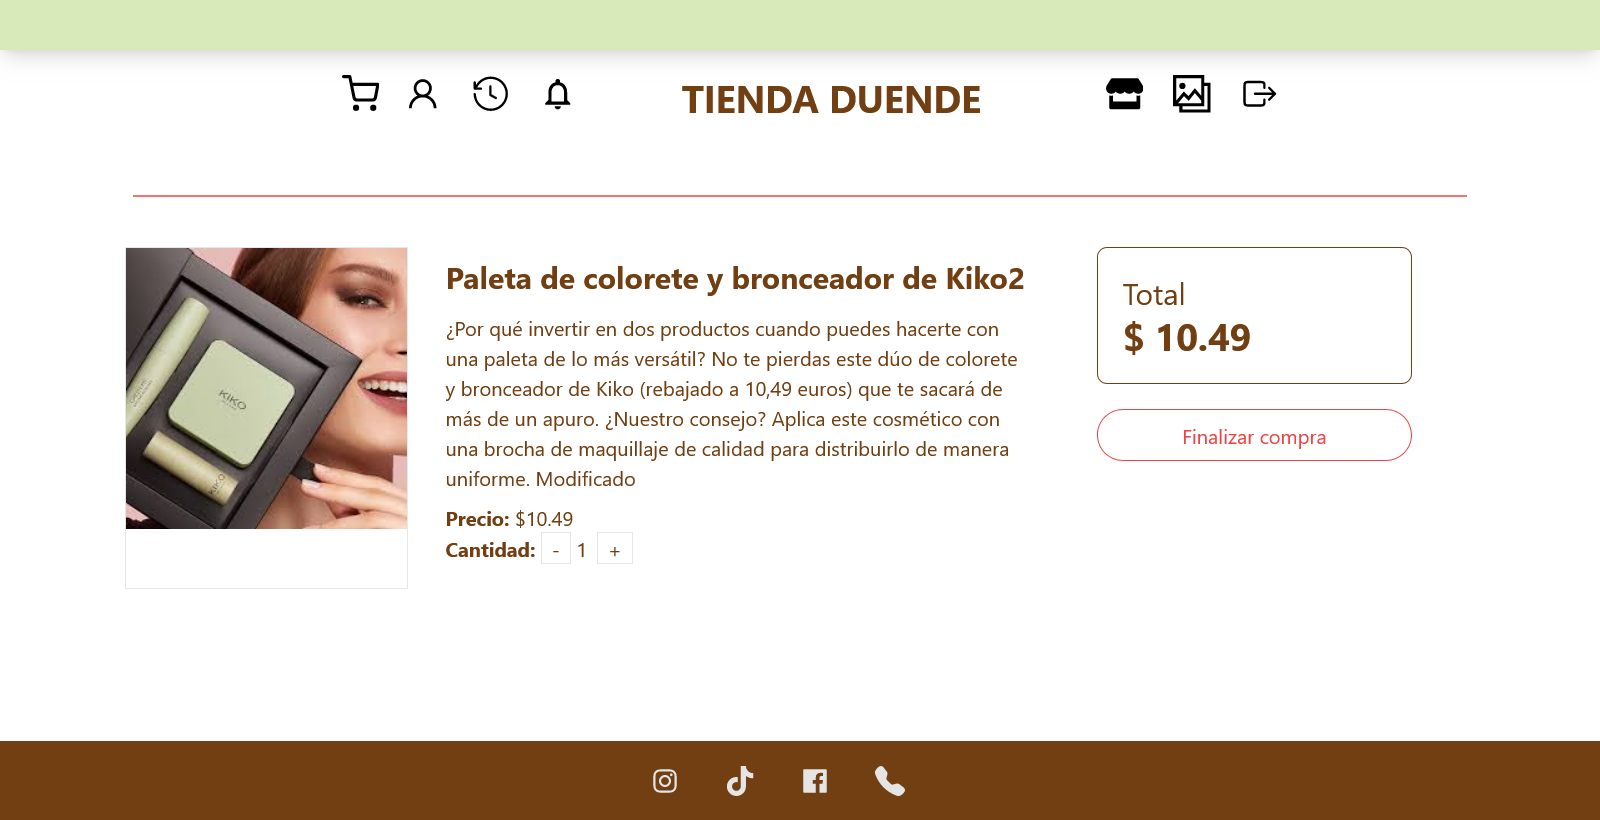 TIENDA DUENDE
KIKO
KIKO
Paleta de colorete y bronceador de Kiko2
¿Por qué invertir en dos productos cuando puedes hacerte con
una paleta de lo más versátil? No te pierdas este dúo de colorete
y bronceador de Kiko (rebajado a 10,49 euros) que te sacará de
más de un apuro. ¿Nuestro consejo? Aplica este cosmético con
una brocha de maquillaje de calidad para distribuirlo de manera
uniforme. Modificado
Precio: $10.49
Cantidad: - 1 +
Total
$ 10.49
Finalizar compra